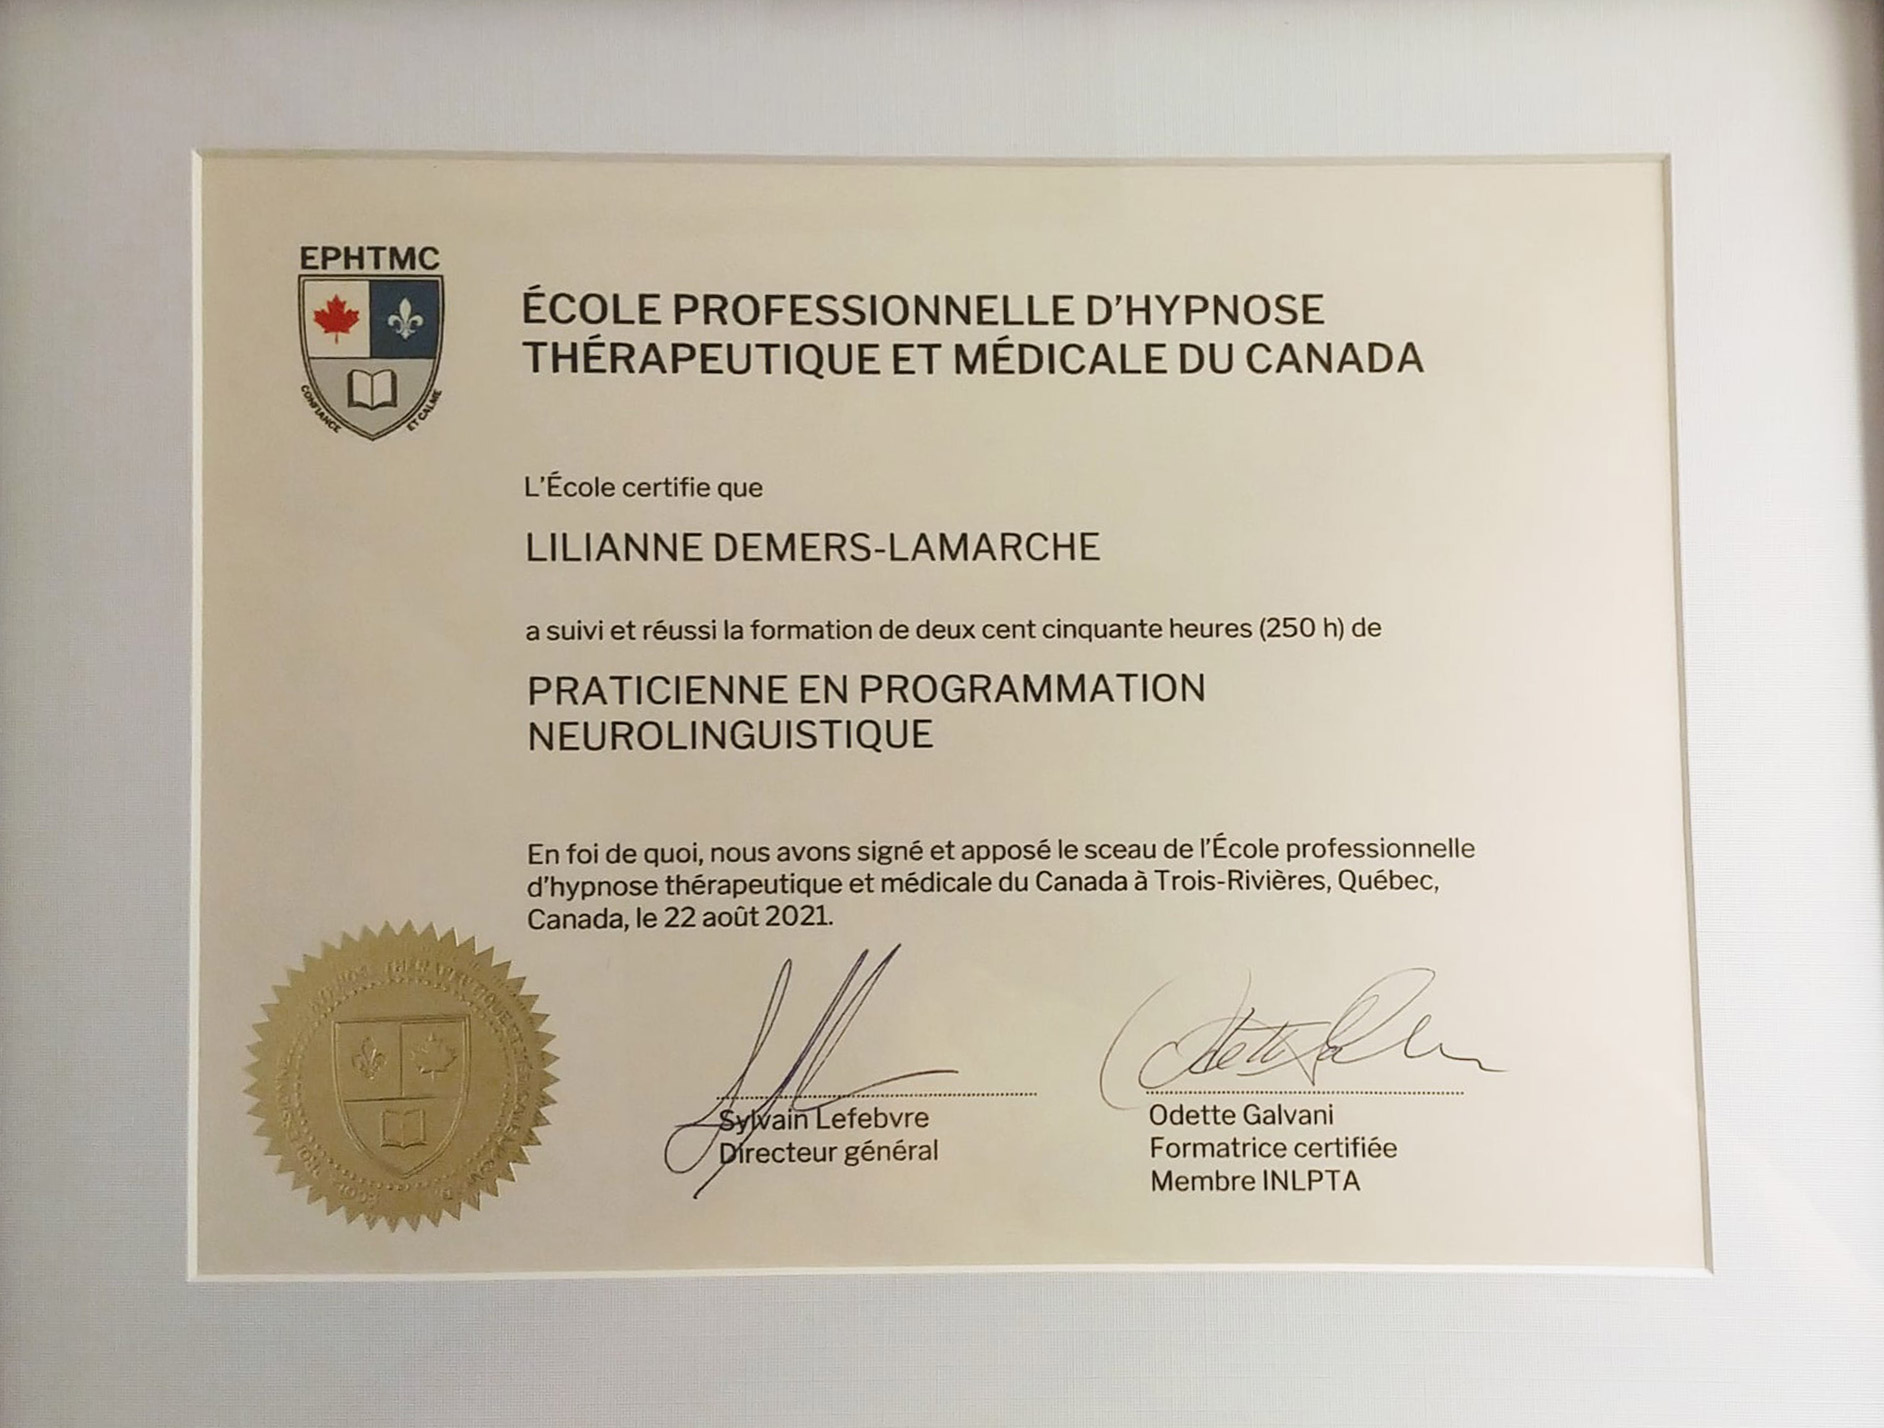 EPHTMC
CONFIANCE ET CALME
ÉCOLE PROFESSIONNELLE D'HYPNOSE
THÉRAPEUTIQUE ET MÉDICALE DU CANADA
L'École certifie que
LILIANNE DEMERS-LAMARCHE
a suivi et réussi la formation de deux cent cinquante heures (250 h) de
PRATICIENNE EN PROGRAMMATION
NEUROLINGUISTIQUE
En foi de quoi, nous avons signé et apposé le sceau de l'École professionnelle
d'hypnose thérapeutique et médicale du Canada à Trois-Rivières, Québec,
Canada, le 22 août 2021.
Sylvain Lefebvre
Directeur général
Odette Galvani
Formatrice certifiée
Membre INLPTA